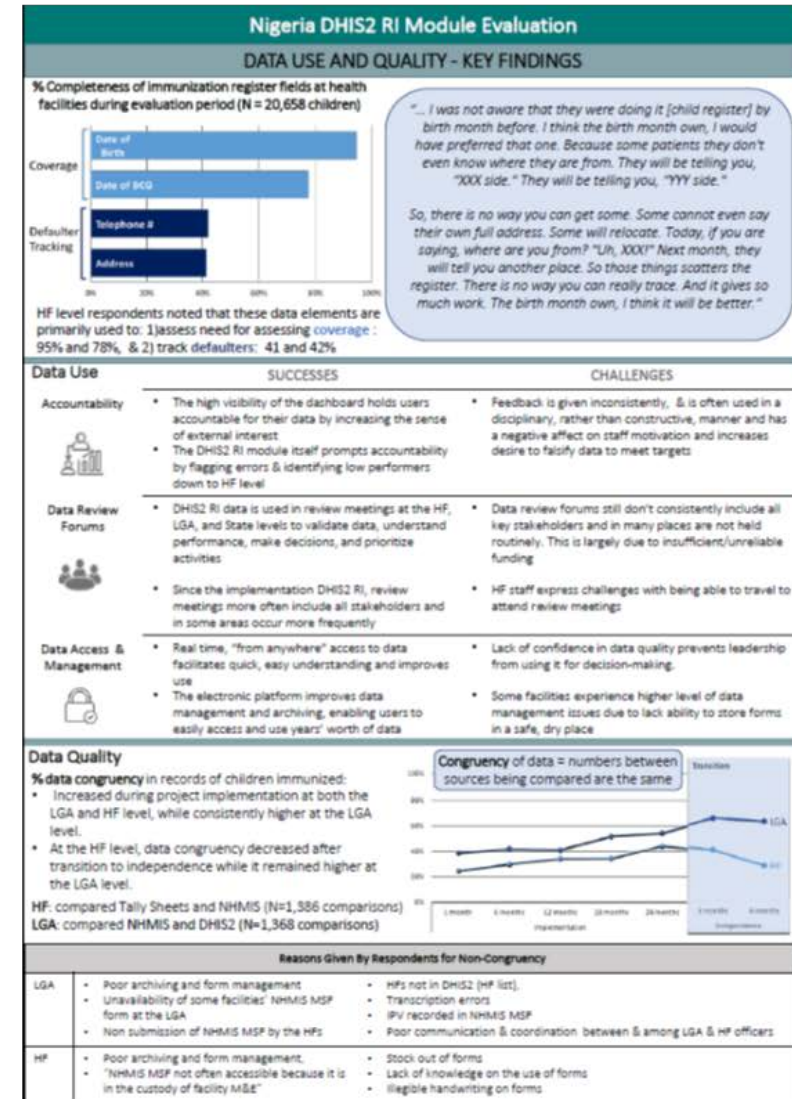 Nigeria DHIS2 RI Module Evaluation
DATA USE AND QUALITY - KEY FINDINGS
% Completeness of immunization register fields at health
facilities during evaluation period (N = 20,658 children)
Coverage
Date of
Birth
Date of BCG
Defaulter
Tracking
Telephone #
Address
0% 20% 40% 60% 80% 100%
HF level respondents noted that these data elements are
primarily used to: 1)assess need for assessing coverage :
95% and 78%, & 2) track defaulters: 41 and 42%
"... I was not aware that they were doing it [child register] by
birth month before. I think the birth month own, I would
have preferred that one. Because some patients they don't
even know where they are from. They will be telling you,
"XXX side." They will be telling you, "YYY side."
So, there is no way you can get some. Some cannot even say
their own full address. Some will relocate. Today, if you are
saying, where are you from? "Uh, XXX!" Next month, they
will tell you another place. So those things scatters the
register. There is no way you can really trace. And it gives so
much work. The birth month own, I think it will be better."
Data Use
SUCCESSES
CHALLENGES
Accountability
• The high visibility of the dashboard holds users
accountable for their data by increasing the sense
of external interest
• The DHIS2 RI module itself prompts accountability
by flagging errors & identifying low performers
down to HF level
• Feedback is given inconsistently, & is often used in a
disciplinary, rather than constructive, manner and has
a negative affect on staff motivation and increases
desire to falsify data to meet targets
Data Review
Forums
• DHIS2 RI data is used in review meetings at the HF,
LGA, and State levels to validate data, understand
performance, make decisions, and prioritize
activities
• Since the implementation DHIS2 RI, review
meetings more often include all stakeholders and
in some areas occur more frequently
• Data review forums still don't consistently include all
key stakeholders and in many places are not held
routinely. This is largely due to insufficient/unreliable
funding
• HF staff express challenges with being able to travel to
attend review meetings
Data Access &
Management
• Real time, "from anywhere" access to data
facilitates quick, easy understanding and improves
use
• The electronic platform improves data
management and archiving, enabling users to
easily access and use years' worth of data
• Lack of confidence in data quality prevents leadership
from using it for decision-making.
• Some facilities experience higher level of data
management issues due to lack ability to store forms
in a safe, dry place
Data Quality
% data congruency in records of children immunized:
• Increased during project implementation at both the
LGA and HF level, while consistently higher at the LGA
level.
• At the HF level, data congruency decreased after
transition to independence while it remained higher at
the LGA level.
HF: compared Tally Sheets and NHMIS (N=1,386 comparisons)
LGA: compared NHMIS and DHIS2 (N=1,368 comparisons)
Congruency of data = numbers between
sources being compared are the same
Transition
100%
80%
60%
40%
20%
0%
LGA
HF
1 month 6 months 12 months
Implementation
Independence
Reasons Given By Respondents for Non-Congruency
LGA
• Poor archiving and form management
• Unavailability of some facilities' NHMIS MSF
form at the LGA
• Non submission of NHMIS MSF by the HFs
• HFs not in DHIS2 (HF list),
• Transcription errors
• IPV recorded in NHMIS MSF
• Poor communication & coordination between & among LGA & HF officers
HF
• Poor archiving and form management,
• "NHMIS MSF not often accessible because it is
in the custody of facility M&E"
• Stock out of forms
• Lack of knowledge on the use of forms
• Illegible handwriting on forms